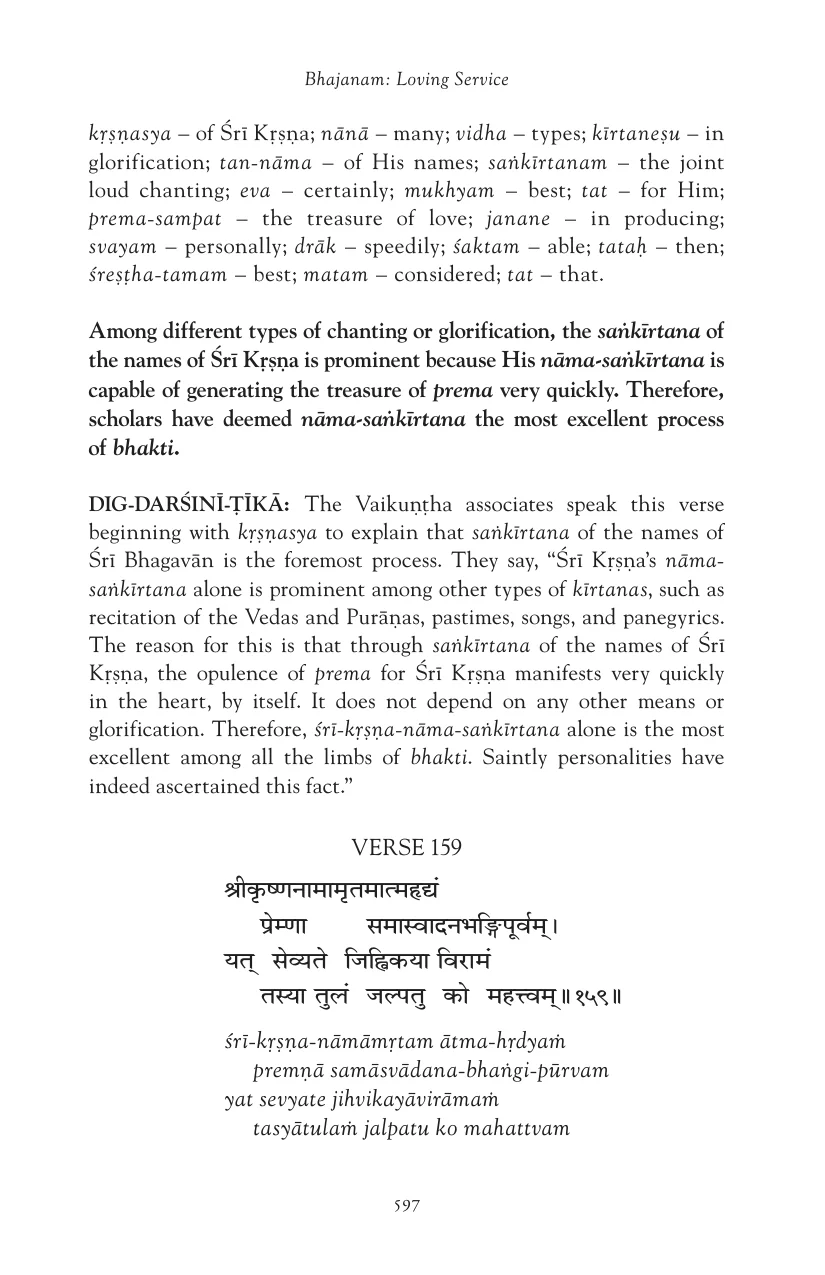 Bhajanam: Loving Service
kṛṣṇasya – of Śrī Kṛṣṇa; nānā – many; vidha – types; kīrtaneṣu – in
glorification; tan-nāma – of His names; saṅkīrtanam – the joint
loud chanting; eva – certainly; mukhyam – best; tat – for Him;
prema-sampat – the treasure of love; janane – in producing;
svayam – personally; drāk – speedily; śaktam – able; tataḥ – then;
śreṣṭha-tamam – best; matam – considered; tat – that.
Among different types of chanting or glorification, the saṅkīrtana of
the names of Śrī Kṛṣṇa is prominent because His nāma-saṅkīrtana is
capable of generating the treasure of prema very quickly. Therefore,
scholars have deemed nāma-saṅkīrtana the most excellent process
of bhakti.
DIG-DARŚINĪ-ṬĪKĀ: The Vaikuṇṭha associates speak this verse
beginning with kṛṣṇasya to explain that saṅkīrtana of the names of
Śrī Bhagavān is the foremost process. They say, “Śrī Kṛṣṇa’s nāma-
saṅkīrtana alone is prominent among other types of kīrtanas, such as
recitation of the Vedas and Purāṇas, pastimes, songs, and panegyrics.
The reason for this is that through saṅkīrtana of the names of Śrī
Kṛṣṇa, the opulence of prema for Śrī Kṛṣṇa manifests very quickly
in the heart, by itself. It does not depend on any other means or
glorification. Therefore, śrī-kṛṣṇa-nāma-saṅkīrtana alone is the most
excellent among all the limbs of bhakti. Saintly personalities have
indeed ascertained this fact.”
VERSE 159
श्रीकृष्णनामामृतमात्महृद्यं
प्रेम्णा समास्वादनभङ्गिपूर्वम्।
यत् सेव्यते जिह्विकया विरामं
तस्या तुलं जल्पतु को महत्त्वम्॥१५९॥
śrī-kṛṣṇa-nāmāmṛtam ātma-hṛdyaṁ
premṇā samāsvādana-bhaṅgi-pūrvam
yat sevyate jihvikayāvirāmaṁ
tasyātulaṁ jalpatu ko mahattvam
597